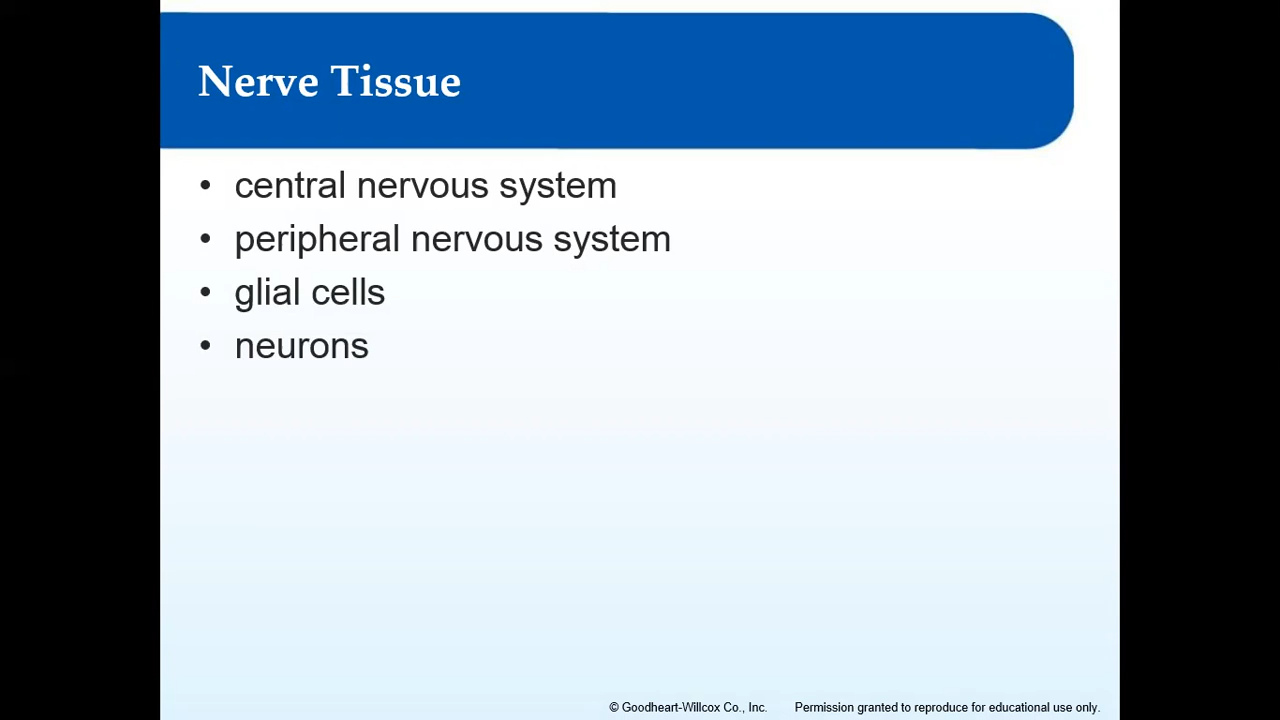 Nerve Tissue
• central nervous system
• peripheral nervous system
• glial cells
• neurons
© Goodheart-Willcox Co., Inc. Permission granted to reproduce for educational use only.